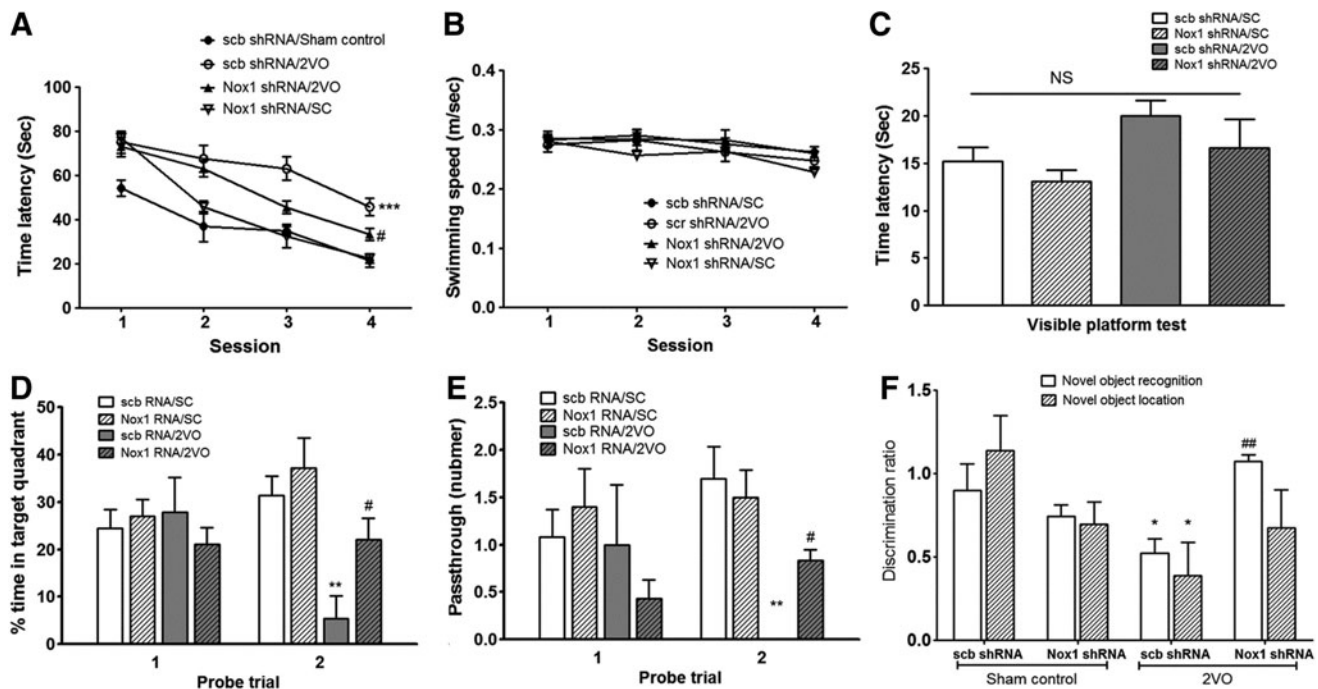 A
scb shRNA/Sham control
scb shRNA/2VO
Nox1 shRNA/2VO
Nox1 shRNA/SC
Time latency (Sec)
100
80
60
40
20
0
***
#
1 2 3 4
Session
B
Swimming speed (m/sec)
0.4
0.3
0.2
0.1
0.0
scb shRNA/SC
scr shRNA/2VO
Nox1 shRNA/2VO
Nox1 shRNA/SC
1 2 3 4
Session
C
scb shRNA/SC
Nox1 shRNA/SC
scb shRNA/2VO
Nox1 shRNA/2VO
Time latency (Sec)
25
20
15
10
5
0
NS
Visible platform test
D
scb RNA/SC
Nox1 RNA/SC
scb RNA/2VO
Nox1 RNA/2VO
% time in target quadrant
50
40
30
20
10
0
**
#
1 2
Probe trial
E
scb RNA/SC
Nox1 RNA/SC
scb RNA/2VO
Nox1 RNA/2VO
Passthrough (nubmer)
2.5
2.0
1.5
1.0
0.5
0.0
**
#
1 2
Probe trial
F
Novel object recognition
Novel object location
Discrimination ratio
1.5
1.0
0.5
0.0
* *
##
scb shRNA Nox1 shRNA scb shRNA Nox1 shRNA
Sham control 2VO